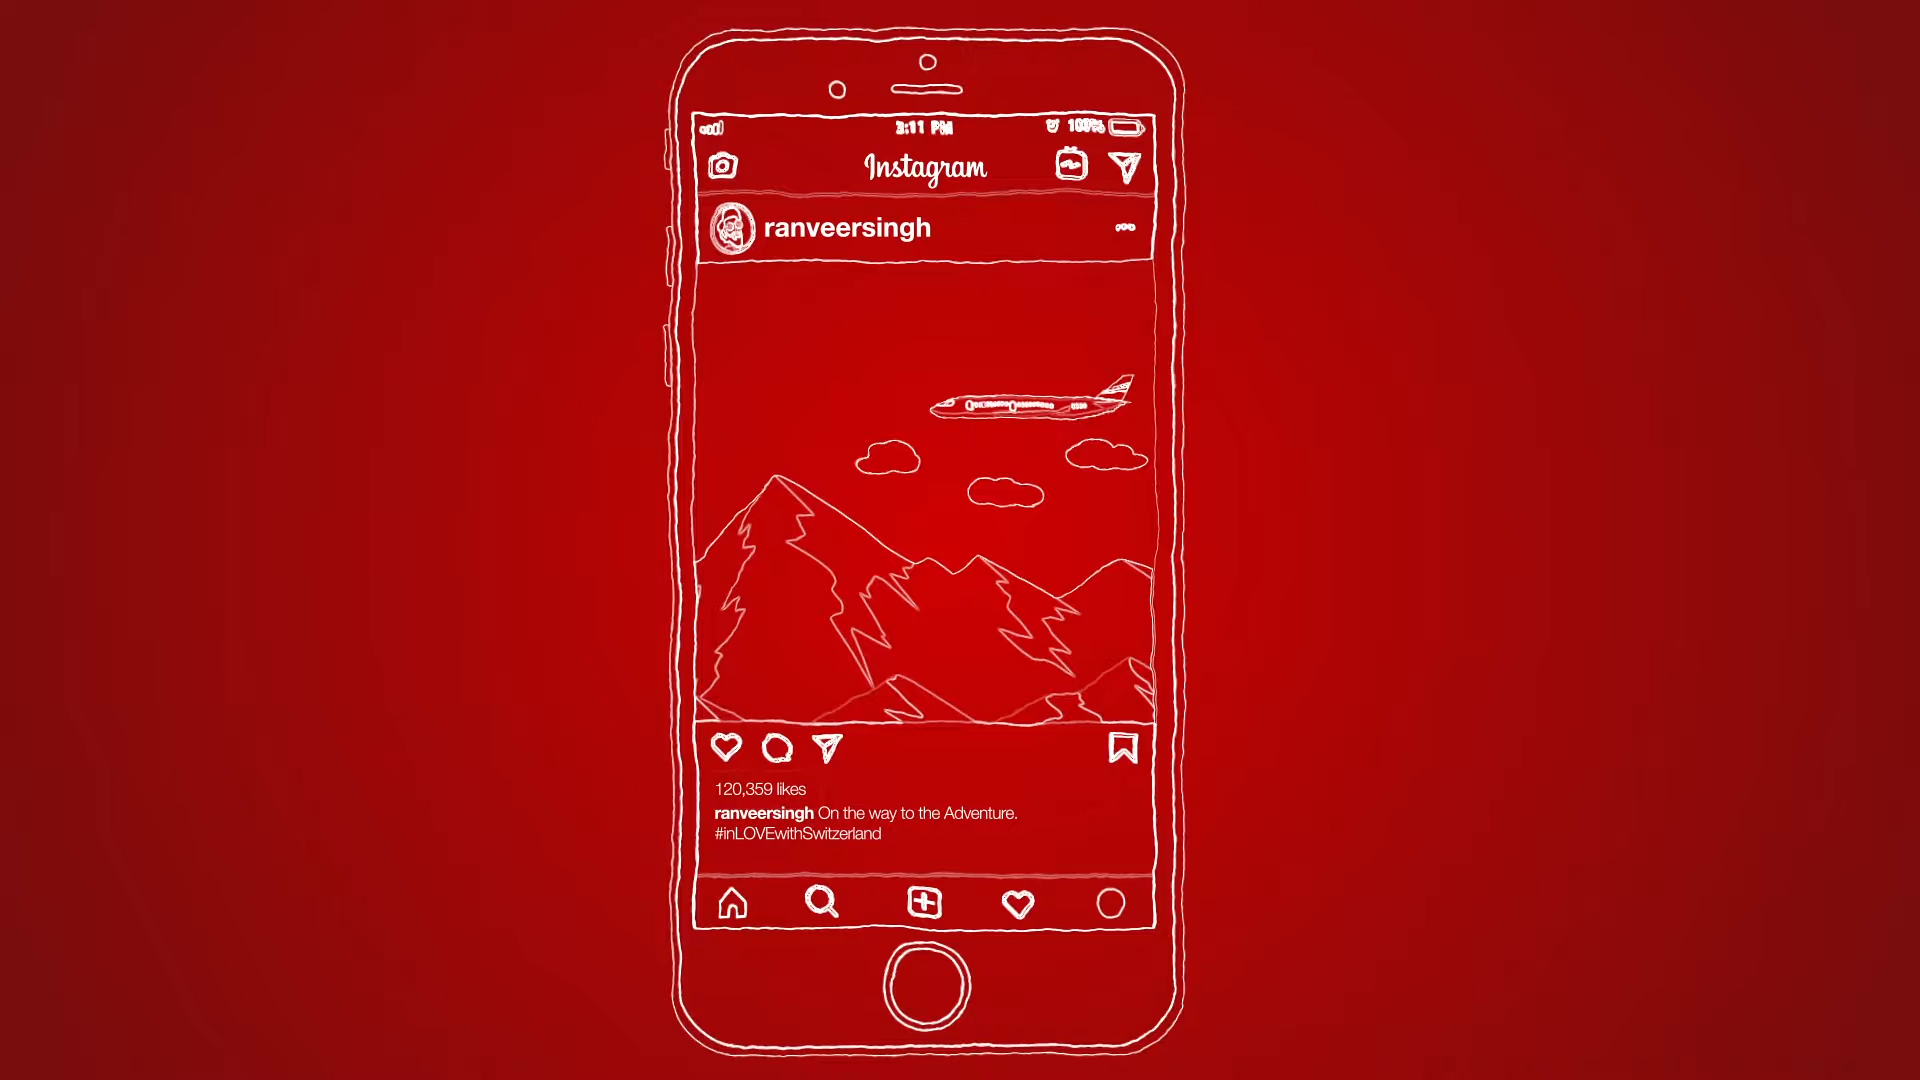 3:11 PM 100%
Instagram
ranveersingh
120,359 likes
ranveersingh On the way to the Adventure.
#inLOVEwithSwitzerland